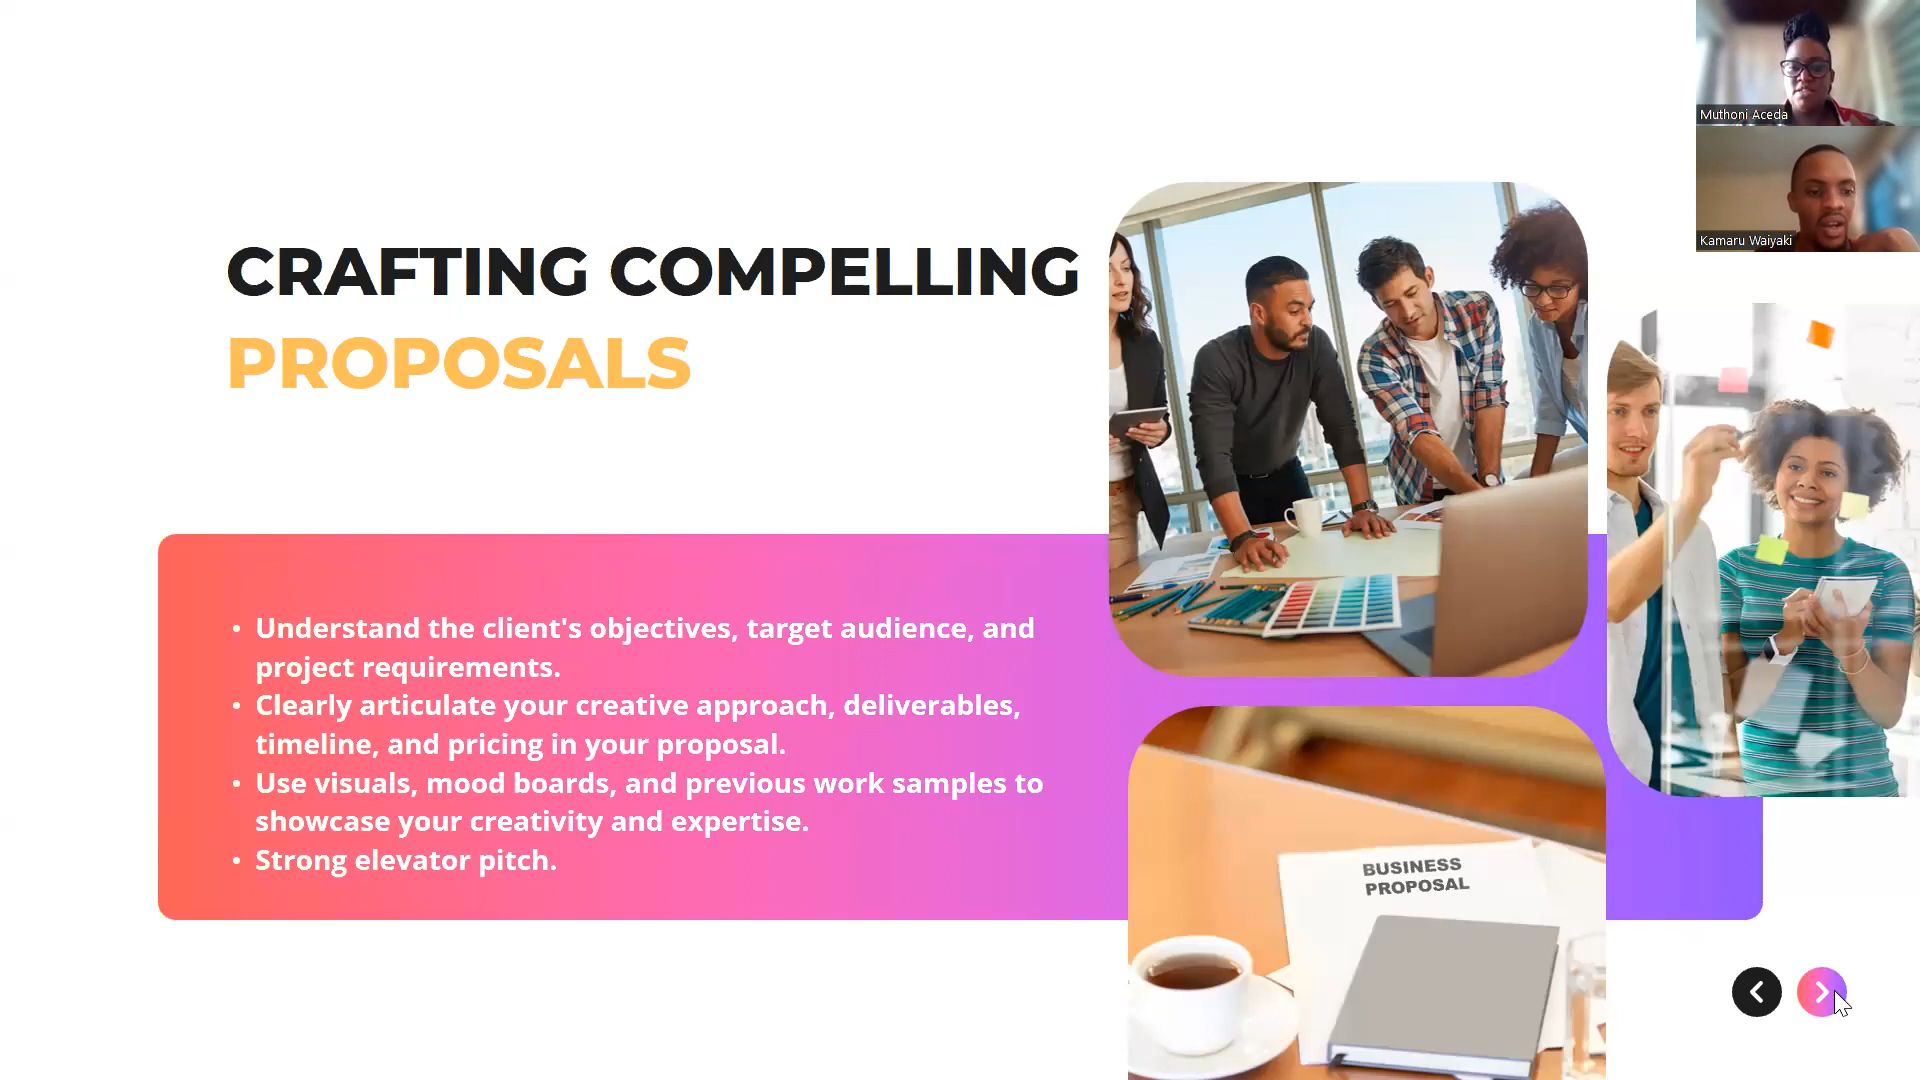 Muthoni Aceda
Kamaru Waiyaki
CRAFTING COMPELLING
PROPOSALS
• Understand the client's objectives, target audience, and
project requirements.
• Clearly articulate your creative approach, deliverables,
timeline, and pricing in your proposal.
• Use visuals, mood boards, and previous work samples to
showcase your creativity and expertise.
• Strong elevator pitch.
BUSINESS
PROPOSAL